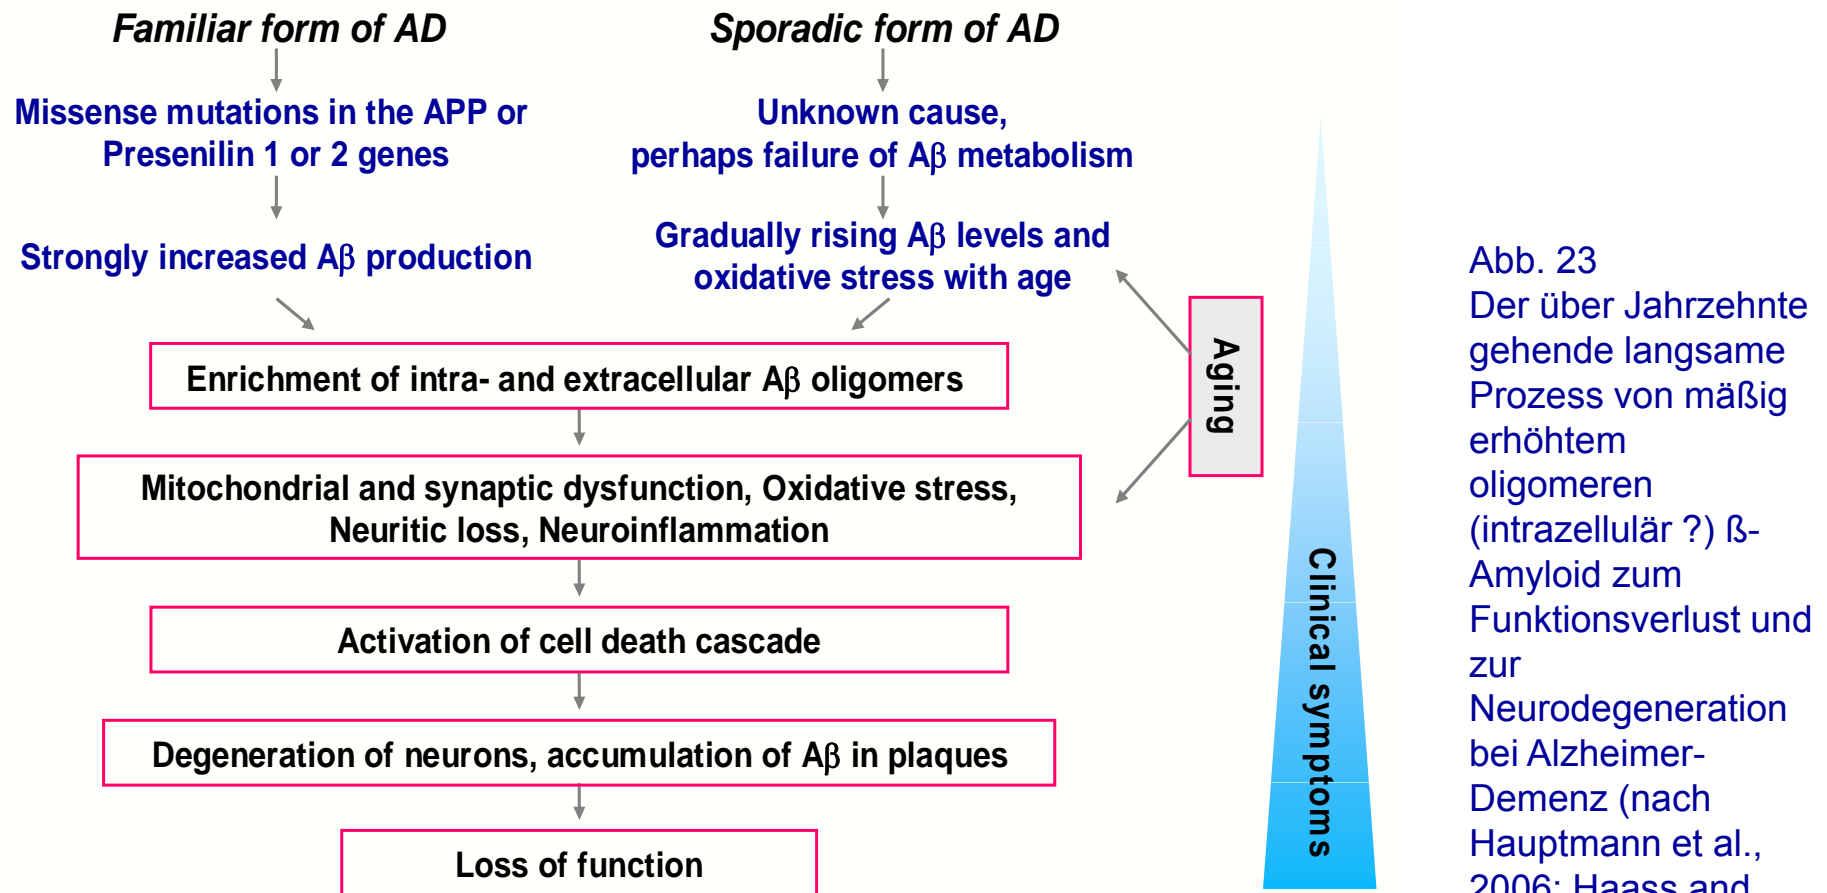 Familiar form of AD
Sporadic form of AD
Missense mutations in the APP or
Presenilin 1 or 2 genes
Unknown cause,
perhaps failure of Aβ metabolism
Strongly increased Aβ production
Gradually rising Aβ levels and
oxidative stress with age
Enrichment of intra- and extracellular Aβ oligomers
Mitochondrial and synaptic dysfunction, Oxidative stress,
Neuritic loss, Neuroinflammation
Activation of cell death cascade
Degeneration of neurons, accumulation of Aβ in plaques
Loss of function
Aging
Clinical symptoms
Abb. 23
Der über Jahrzehnte
gehende langsame
Prozess von mäßig
erhöhtem
oligomeren
(intrazellulär ?) ß-
Amyloid zum
Funktionsverlust und
zur
Neurodegeneration
bei Alzheimer-
Demenz (nach
Hauptmann et al.,
2006; Haass and